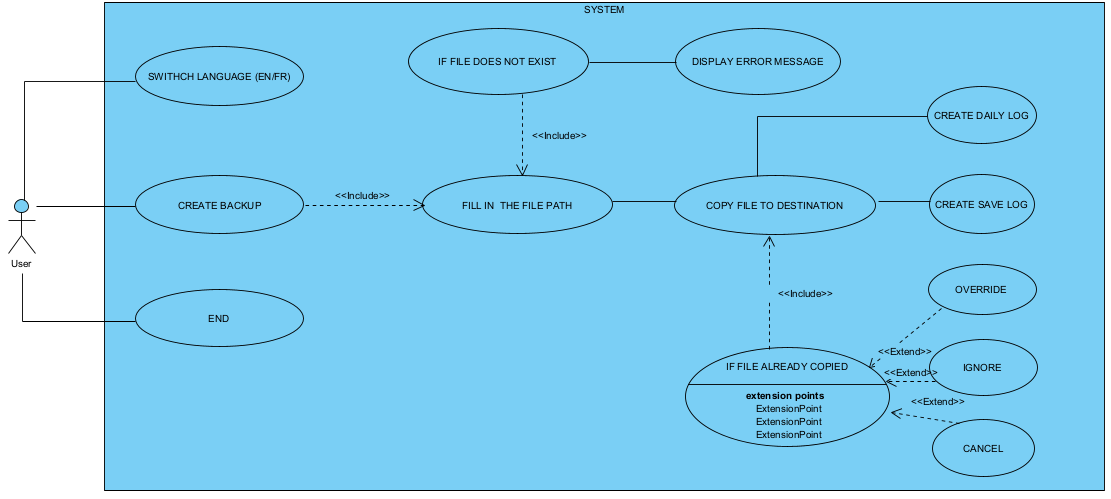 SYSTEM
SWITHCH LANGUAGE (EN/FR)
IF FILE DOES NOT EXIST
DISPLAY ERROR MESSAGE
CREATE DAILY LOG
<<Include>>
<<Include>>
CREATE BACKUP
FILL IN THE FILE PATH
COPY FILE TO DESTINATION
CREATE SAVE LOG
User
<<Include>>
OVERRIDE
END
<<Extend>>
IF FILE ALREADY COPIED
<<Extend>>
IGNORE
extension points
ExtensionPoint
ExtensionPoint
ExtensionPoint
<<Extend>>
CANCEL